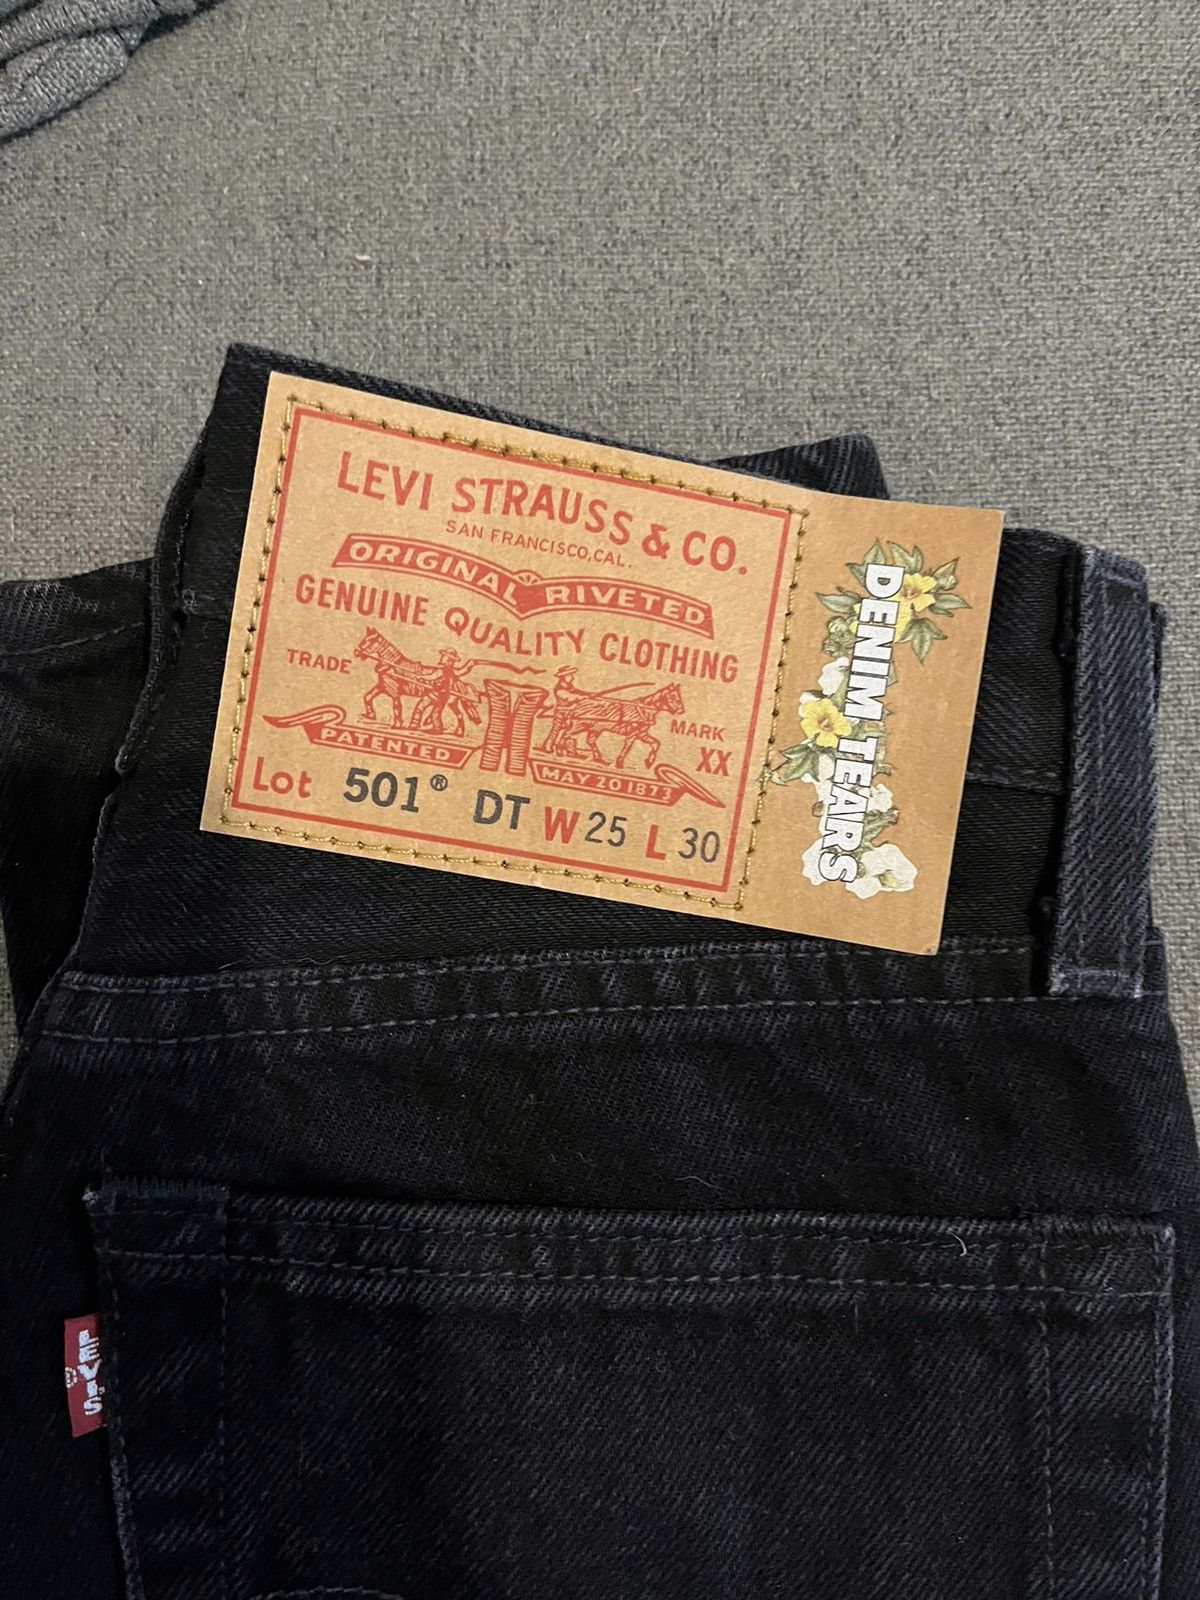 LEVI STRAUSS & CO.
SAN FRANCISCO, CAL.
ORIGINAL RIVETED
GENUINE QUALITY CLOTHING
TRADE MARK
XX
PATENTED MAY 20 1873
Lot 501® DT W 25 L 30
DENIM TEARS
LEVI'S
®